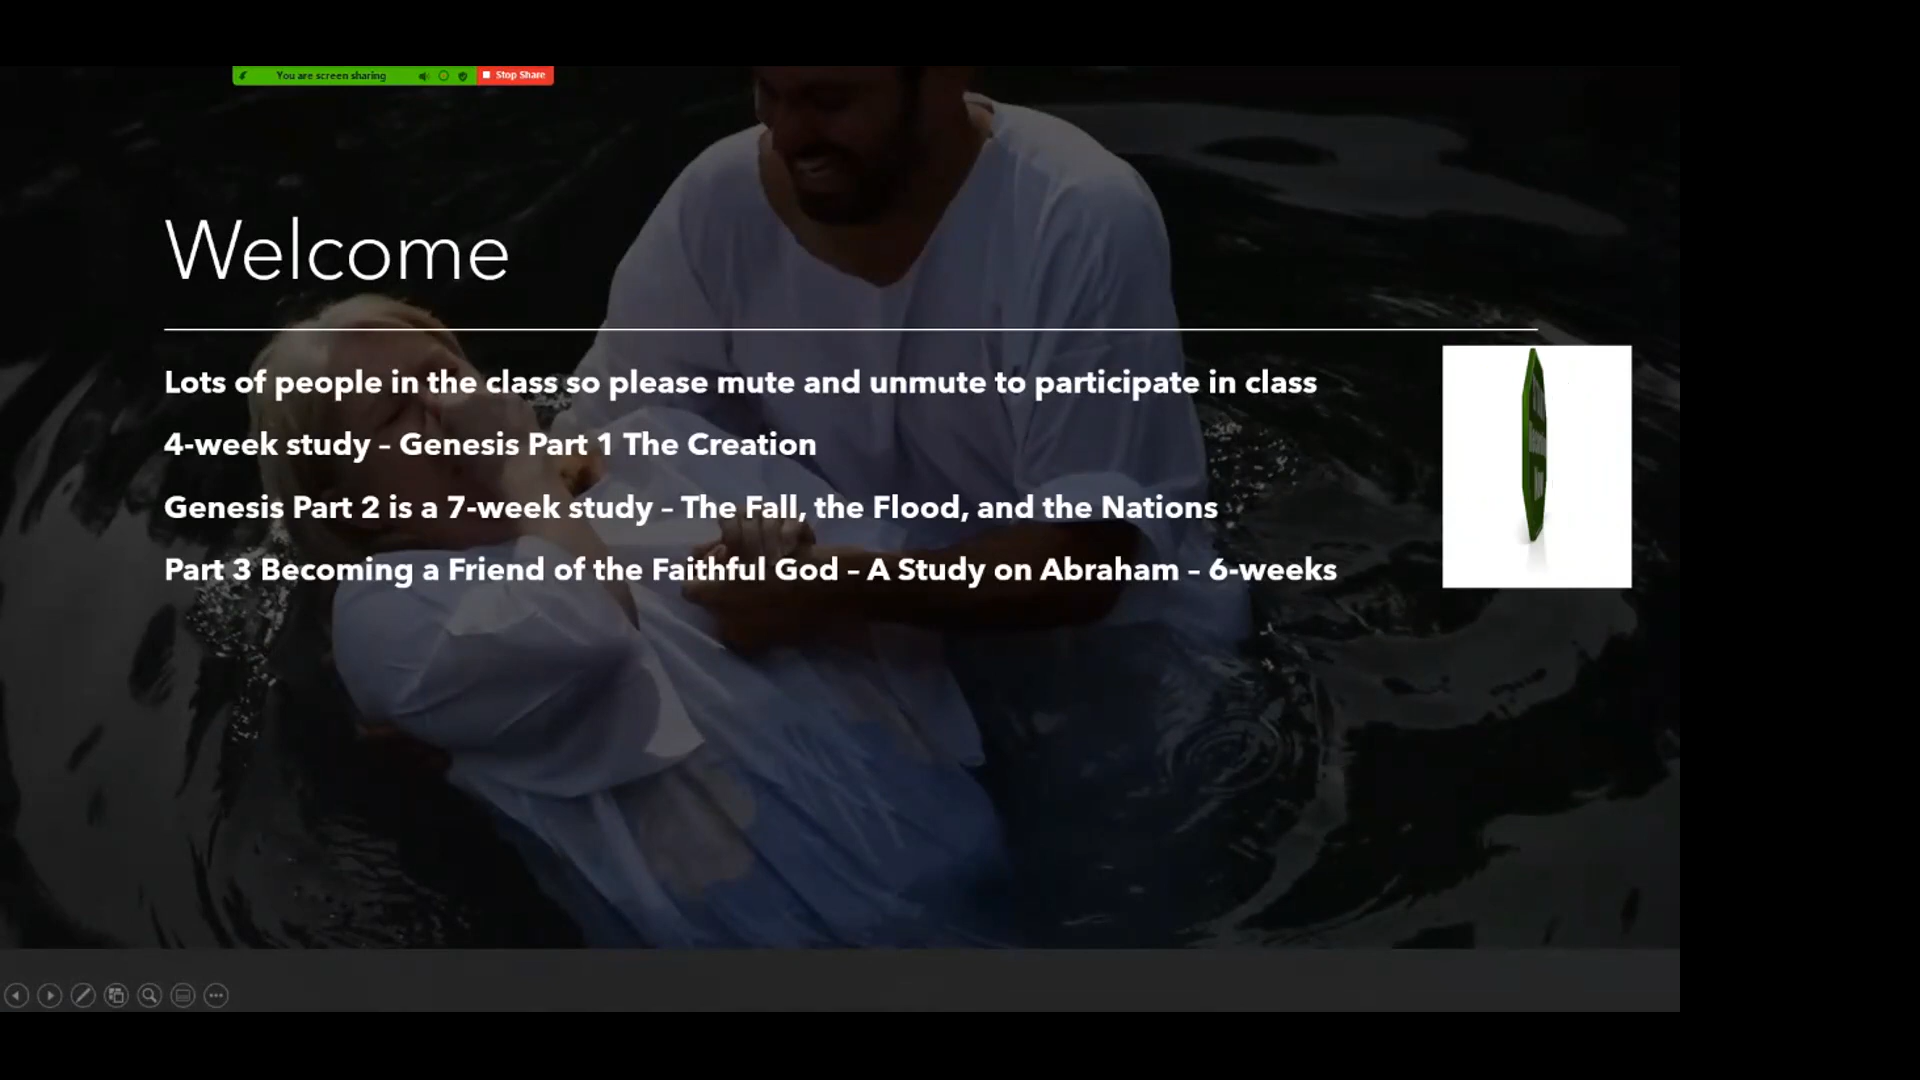 You are screen sharing
Stop Share
Welcome
Lots of people in the class so please mute and unmute to participate in class
4-week study – Genesis Part 1 The Creation
Genesis Part 2 is a 7-week study – The Fall, the Flood, and the Nations
Part 3 Becoming a Friend of the Faithful God – A Study on Abraham – 6-weeks